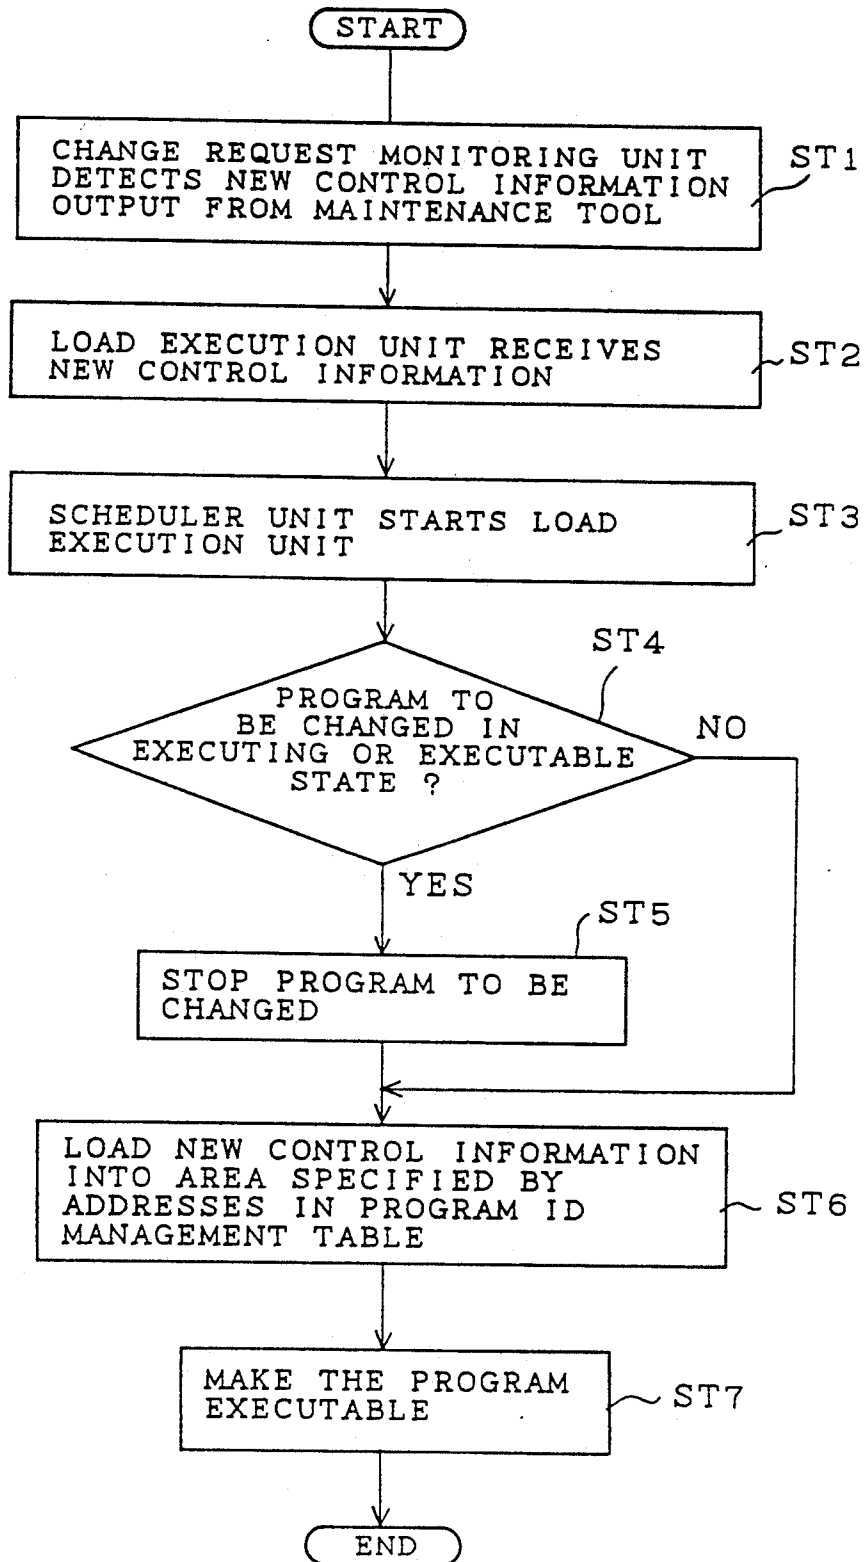 START
CHANGE REQUEST MONITORING UNIT
DETECTS NEW CONTROL INFORMATION
OUTPUT FROM MAINTENANCE TOOL
ST1
LOAD EXECUTION UNIT RECEIVES
NEW CONTROL INFORMATION
ST2
SCHEDULER UNIT STARTS LOAD
EXECUTION UNIT
ST3
ST4
PROGRAM TO
BE CHANGED IN
EXECUTING OR EXECUTABLE
STATE ?
NO
YES
ST5
STOP PROGRAM TO BE
CHANGED
LOAD NEW CONTROL INFORMATION
INTO AREA SPECIFIED BY
ADDRESSES IN PROGRAM ID
MANAGEMENT TABLE
ST6
MAKE THE PROGRAM
EXECUTABLE
ST7
END